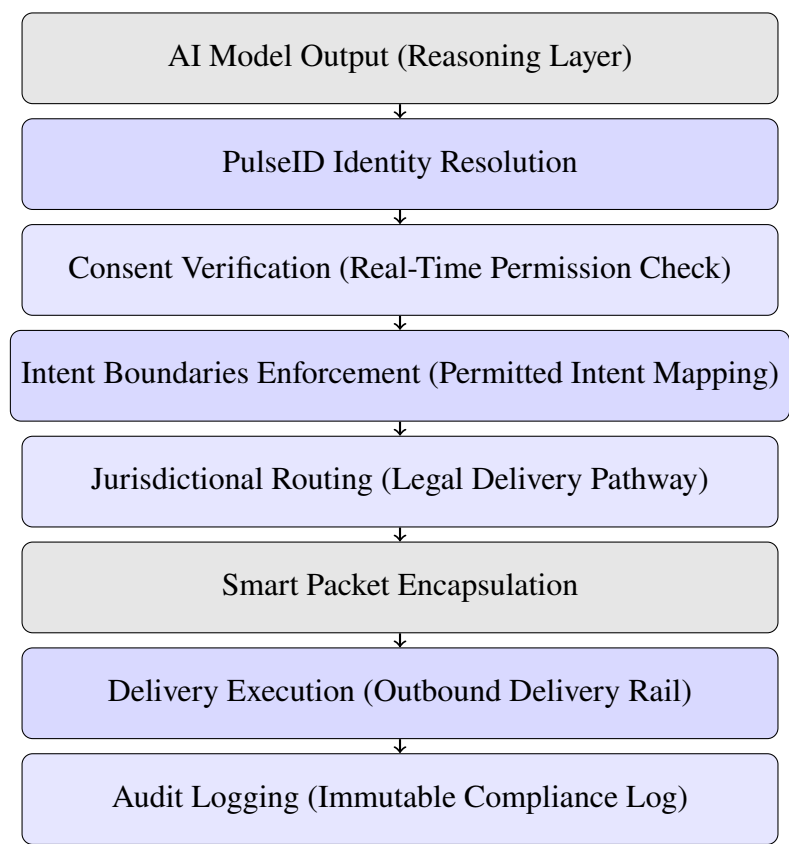 AI Model Output (Reasoning Layer)
PulseID Identity Resolution
Consent Verification (Real-Time Permission Check)
Intent Boundaries Enforcement (Permitted Intent Mapping)
Jurisdictional Routing (Legal Delivery Pathway)
Smart Packet Encapsulation
Delivery Execution (Outbound Delivery Rail)
Audit Logging (Immutable Compliance Log)